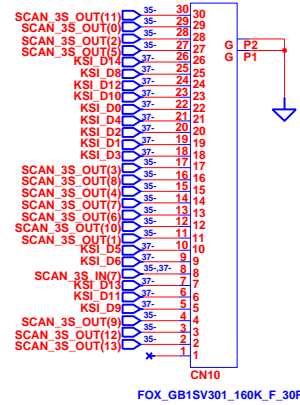 SCAN_3S_OUT(11) 35- 30 30
SCAN_3S_OUT(0) 35- 29 29
SCAN_3S_OUT(2) 35- 28 28
SCAN_3S_OUT(5) 35- 27 27 G P2
KSI_D14 37- 26 26 G P1
KSI_D8 37- 25 25
KSI_D12 37- 24 24
KSI_D10 37- 23 23
KSI_D0 37- 22 22
KSI_D4 37- 21 21
KSI_D2 37- 20 20
KSI_D1 37- 19 19
KSI_D3 37- 18 18
SCAN_3S_OUT(3) 35- 17 17
SCAN_3S_OUT(8) 35- 16 16
SCAN_3S_OUT(4) 35- 15 15
SCAN_3S_OUT(7) 35- 14 14
SCAN_3S_OUT(6) 35- 13 13
SCAN_3S_OUT(10) 35- 12 12
SCAN_3S_OUT(1) 35- 11 11
KSI_D5 37- 10 10
KSI_D6 37- 9 9
SCAN_3S_IN(7) 35-,37- 8 8
KSI_D13 37- 7 7
KSI_D11 37- 6 6
KSI_D9 37- 5 5
SCAN_3S_OUT(9) 35- 4 4
SCAN_3S_OUT(12) 35- 3 3
SCAN_3S_OUT(13) 35- 2 2
1 1
CN10
FOX_GB1SV301_160K_F_30P